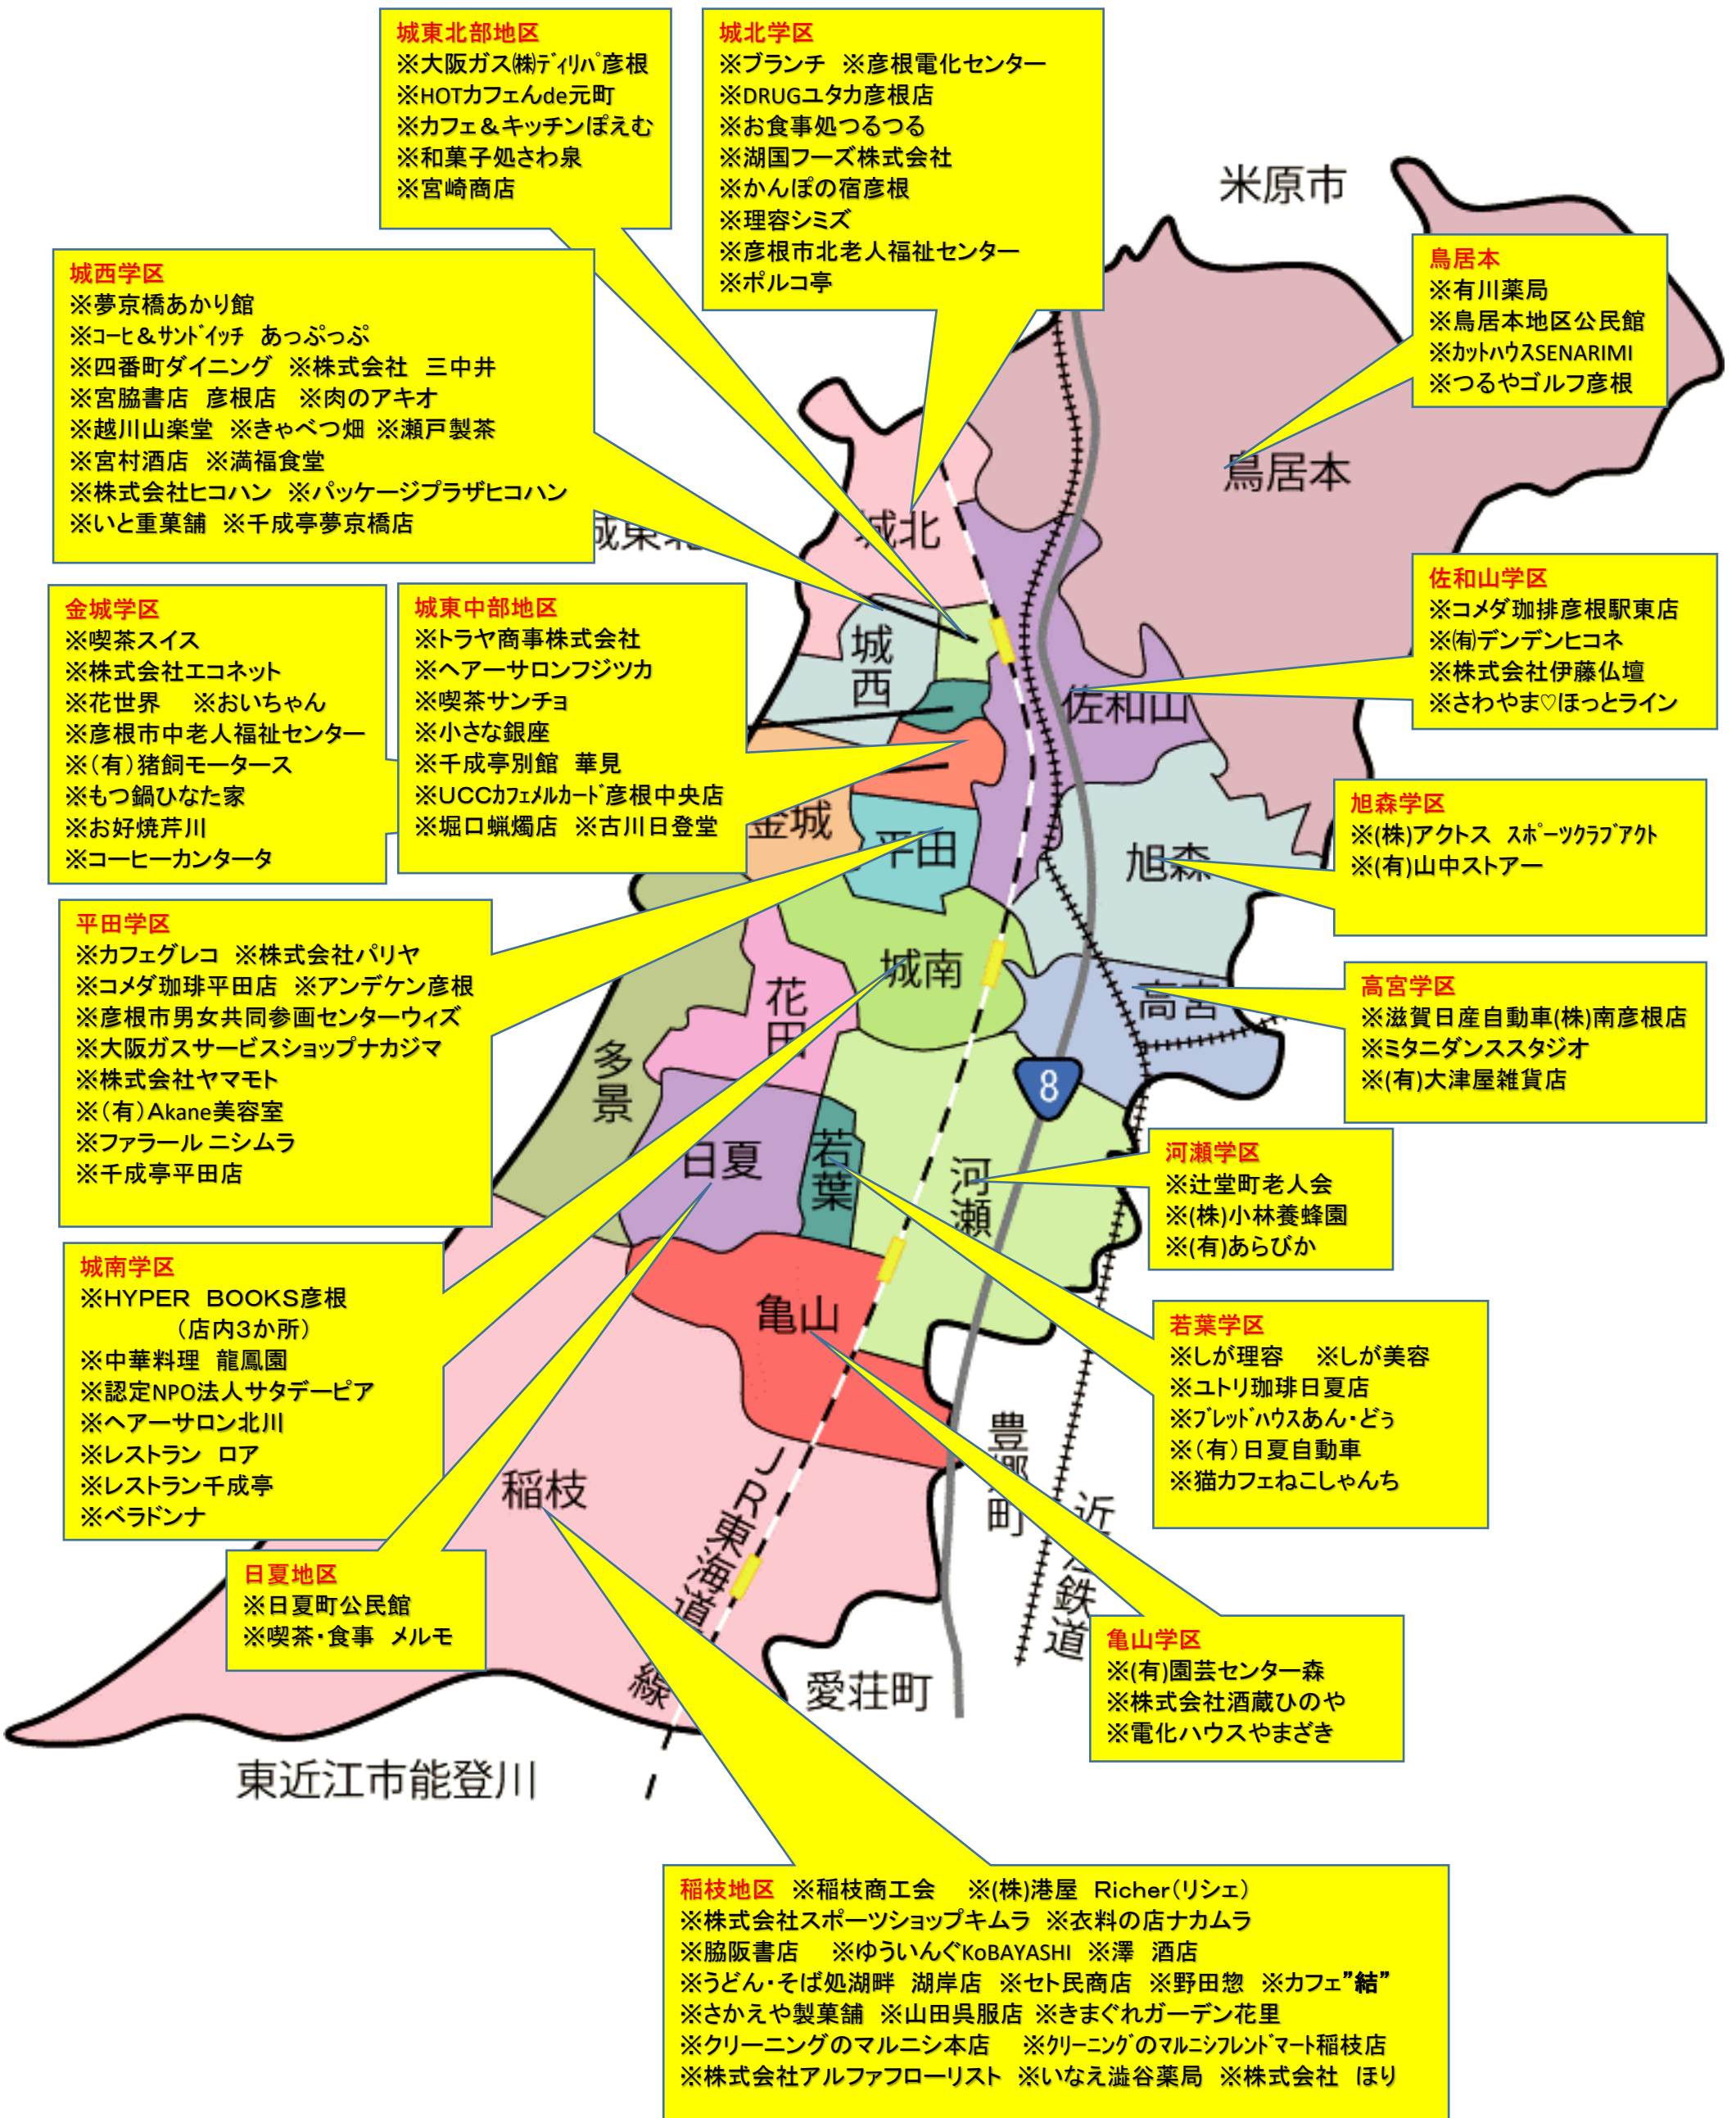 城東北部地区
※大阪ガス㈱ディリパ彦根
※HOTカフェんde元町
※カフェ＆キッチンぽえむ
※和菓子処さわ泉
※宮崎商店
城北学区
※ブランチ ※彦根電化センター
※DRUGユタカ彦根店
※お食事処つるつる
※湖国フーズ株式会社
※かんぽの宿彦根
※理容シミズ
※彦根市北老人福祉センター
※ポルコ亭
米原市
鳥居本
※有川薬局
※鳥居本地区公民館
※カットハウスSENARIMI
※つるやゴルフ彦根
城西学区
※夢京橋あかり館
※コーヒ＆サンドイッチ あっぷっぷ
※四番町ダイニング ※株式会社 三中井
※宮脇書店 彦根店 ※肉のアキオ
※越川山楽堂 ※きゃべつ畑 ※瀬戸製茶
※宮村酒店 ※満福食堂
※株式会社ヒコハン ※パッケージプラザヒコハン
※いと重菓舗 ※千成亭夢京橋店
鳥居本
城東北
城北
佐和山学区
※コメダ珈排彦根駅東店
※㈲デンデンヒコネ
※株式会社伊藤仏壇
※さわやま♡ほっとライン
金城学区
※喫茶スイス
※株式会社エコネット
※花世界 ※おいちゃん
※彦根市中老人福祉センター
※（有）猪飼モータース
※もつ鍋ひなた家
※お好焼芹川
※コーヒーカンタータ
城東中部地区
※トラヤ商事株式会社
※ヘアーサロンフジツカ
※喫茶サンチョ
※小さな銀座
※千成亭別館 華見
※UCCカフェメルカード彦根中央店
※堀口蝋燭店 ※古川日登堂
城西
佐和山
旭森学区
※(株)アクトス スポーツクラブアクト
※(有)山中ストアー
金城
平田
旭森
平田学区
※カフェグレコ ※株式会社パリヤ
※コメダ珈琲平田店 ※アンデケン彦根
※彦根市男女共同参画センターウィズ
※大阪ガスサービスショップナカジマ
※株式会社ヤマモト
※（有）Akane美容室
※ファラール ニシムラ
※千成亭平田店
城南
花田
高宮
高宮学区
※滋賀日産自動車(株)南彦根店
※ミタニダンススタジオ
※(有)大津屋雑貨店
多景
8
日夏
若葉
河瀬
河瀬学区
※辻堂町老人会
※(株)小林養蜂園
※(有)あらびか
城南学区
※HYPER BOOKS彦根
（店内３か所）
※中華料理 龍鳳園
※認定NPO法人サタデーピア
※ヘアーサロン北川
※レストラン ロア
※レストラン千成亭
※ベラドンナ
亀山
若葉学区
※しが理容 ※しが美容
※ユトリ珈琲日夏店
※ブレッドハウスあん・どぅ
※（有）日夏自動車
※猫カフェねこしゃんち
稲枝
豊郷町
JR東海道線
近江鉄道
日夏地区
※日夏町公民館
※喫茶・食事 メルモ
亀山学区
※(有)園芸センター森
※株式会社酒蔵ひのや
※電化ハウスやまざき
愛荘町
東近江市能登川
稲枝地区 ※稲枝商工会 ※(株)港屋 Richer（リシェ）
※株式会社スポーツショップキムラ ※衣料の店ナカムラ
※脇阪書店 ※ゆういんぐKoBAYASHI ※澤 酒店
※うどん・そば処湖畔 湖岸店 ※セト民商店 ※野田惣 ※カフェ”結”
※さかえや製菓舗 ※山田呉服店 ※きまぐれガーデン花里
※クリーニングのマルニシ本店 ※クリーニングのマルニシフレンドマート稲枝店
※株式会社アルファフローリスト ※いなえ澁谷薬局 ※株式会社 ほり